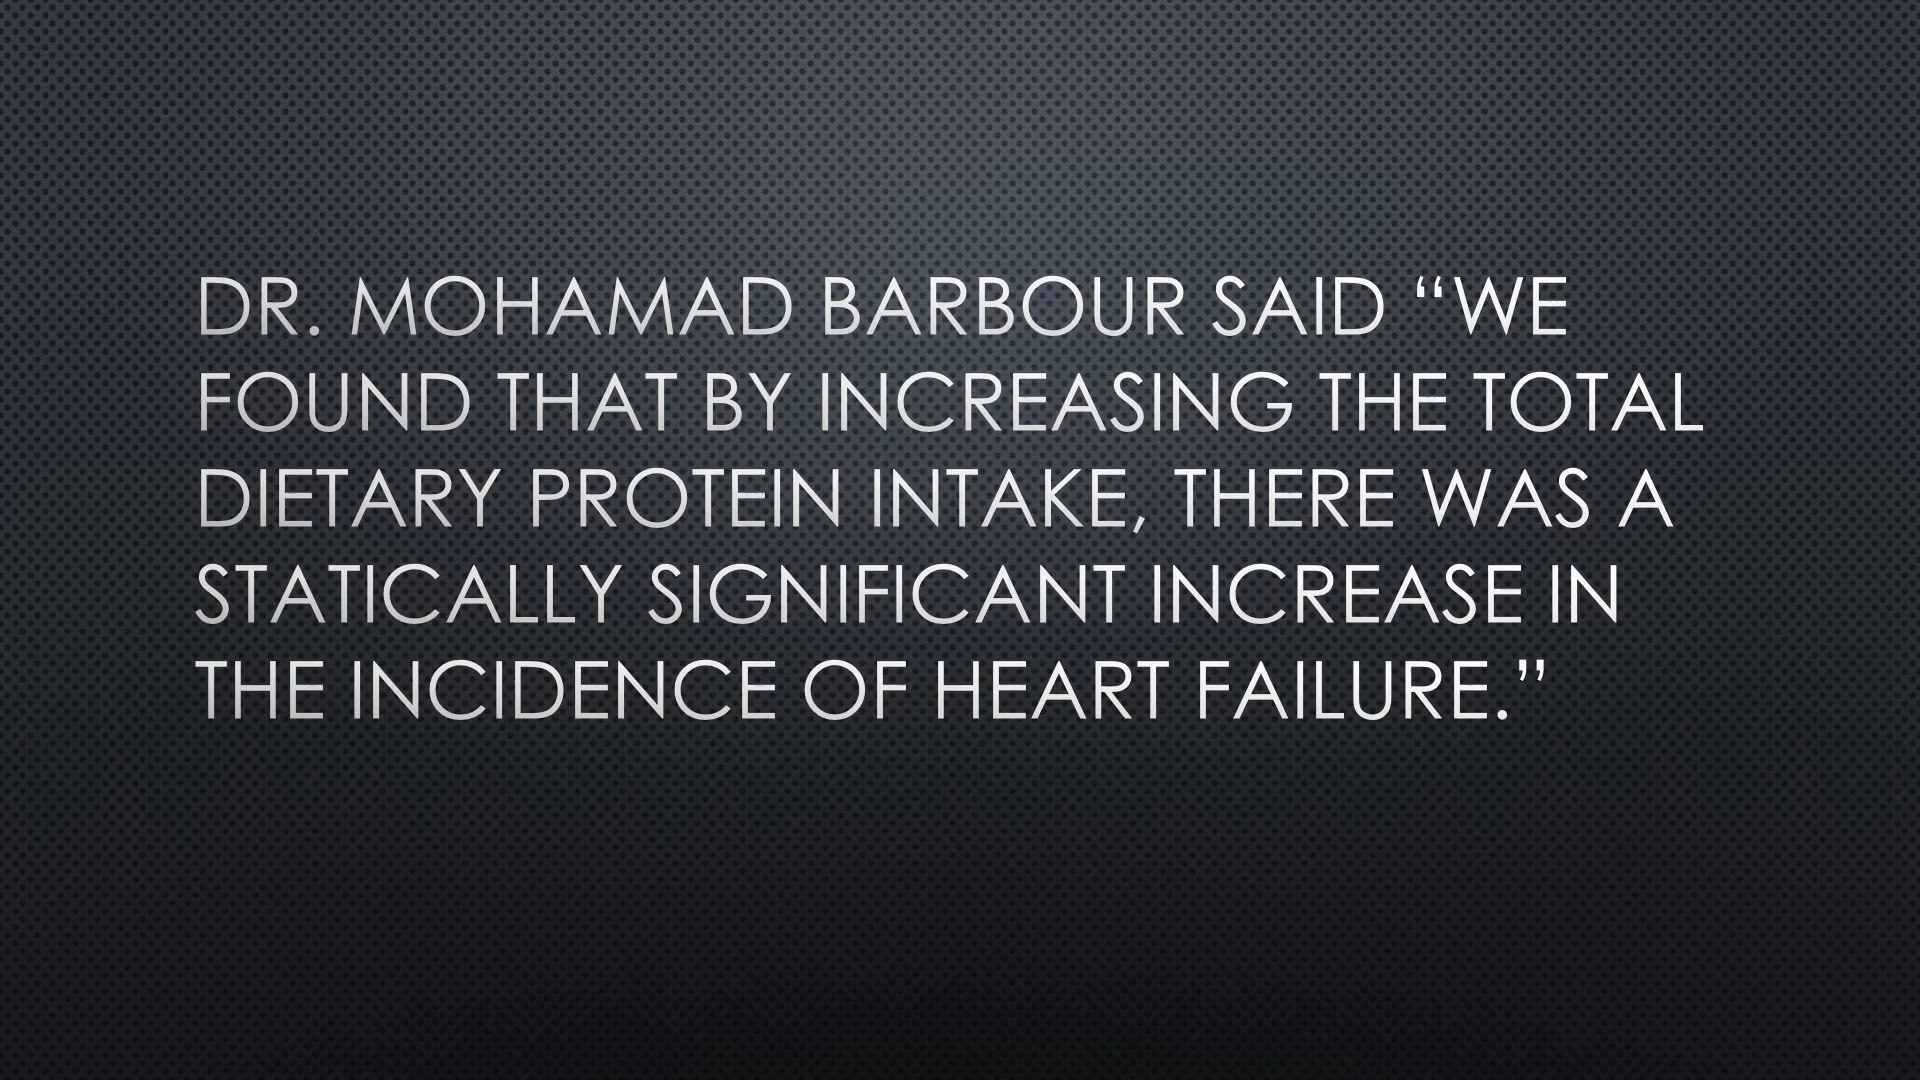 DR. MOHAMAD BARBOUR SAID “WE
FOUND THAT BY INCREASING THE TOTAL
DIETARY PROTEIN INTAKE, THERE WAS A
STATICALLY SIGNIFICANT INCREASE IN
THE INCIDENCE OF HEART FAILURE.”